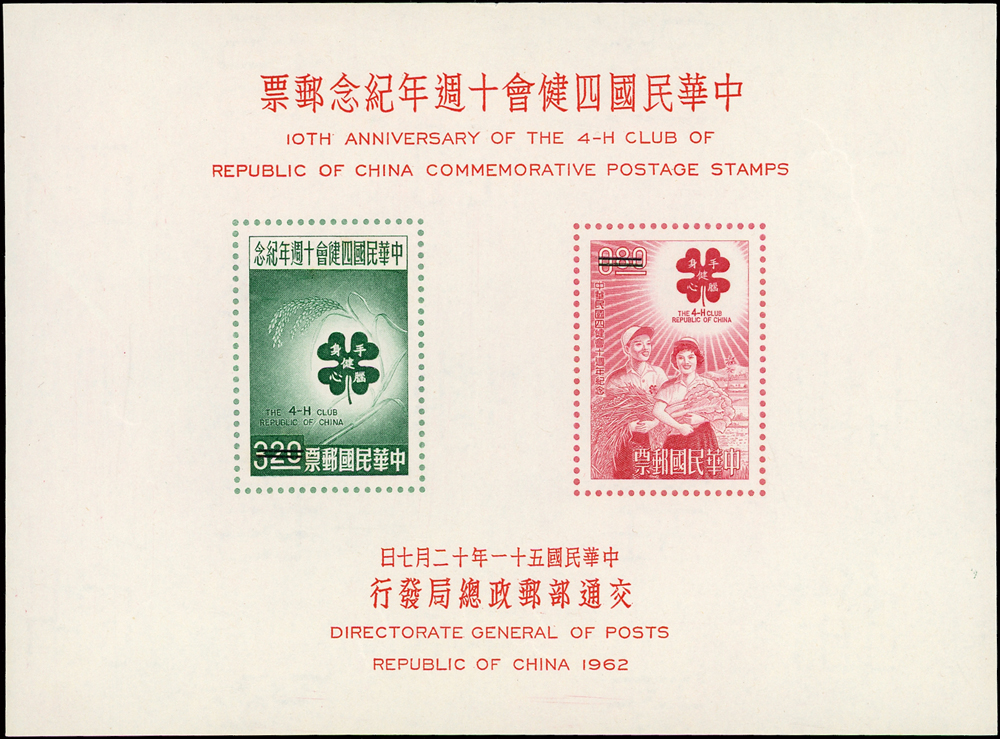 中華民國四健會十週年紀念郵票
10TH ANNIVERSARY OF THE 4-H CLUB OF
REPUBLIC OF CHINA COMMEMORATIVE POSTAGE STAMPS
中華民國四健會十週年紀念
手身
健
腦心
THE 4-H CLUB
REPUBLIC OF CHINA
中華民國郵票 320
080
手身
健
腦心
THE 4-H CLUB
REPUBLIC OF CHINA
中華民國四健會十週年紀念
中華民國郵票
中華民國五十一年十二月七日
交通部郵政總局發行
DIRECTORATE GENERAL OF POSTS
REPUBLIC OF CHINA 1962